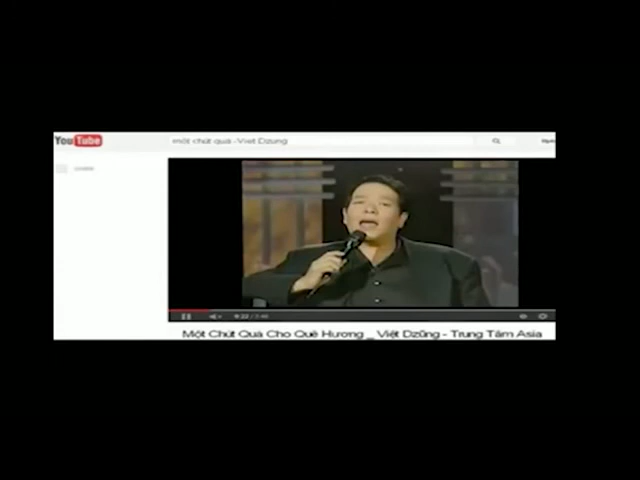 YouTube
một chút quà -Viet Dzung
Một Chút Quà Cho Quê Hương _ Việt Dzũng - Trung Tâm Asia